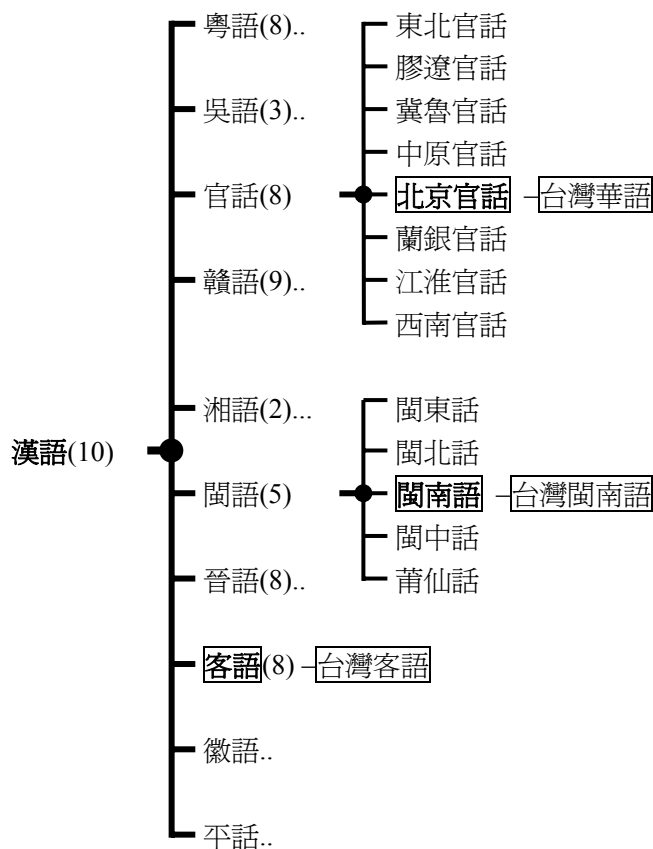 漢語(10)
粵語(8)..
吳語(3)..
官話(8)
東北官話
膠遼官話
冀魯官話
中原官話
北京官話 –台灣華語
蘭銀官話
江淮官話
西南官話
贛語(9)..
湘語(2)...
閩語(5)
閩東話
閩北話
閩南語 –台灣閩南語
閩中話
莆仙話
晉語(8)..
客語(8) –台灣客語
徽語..
平話..